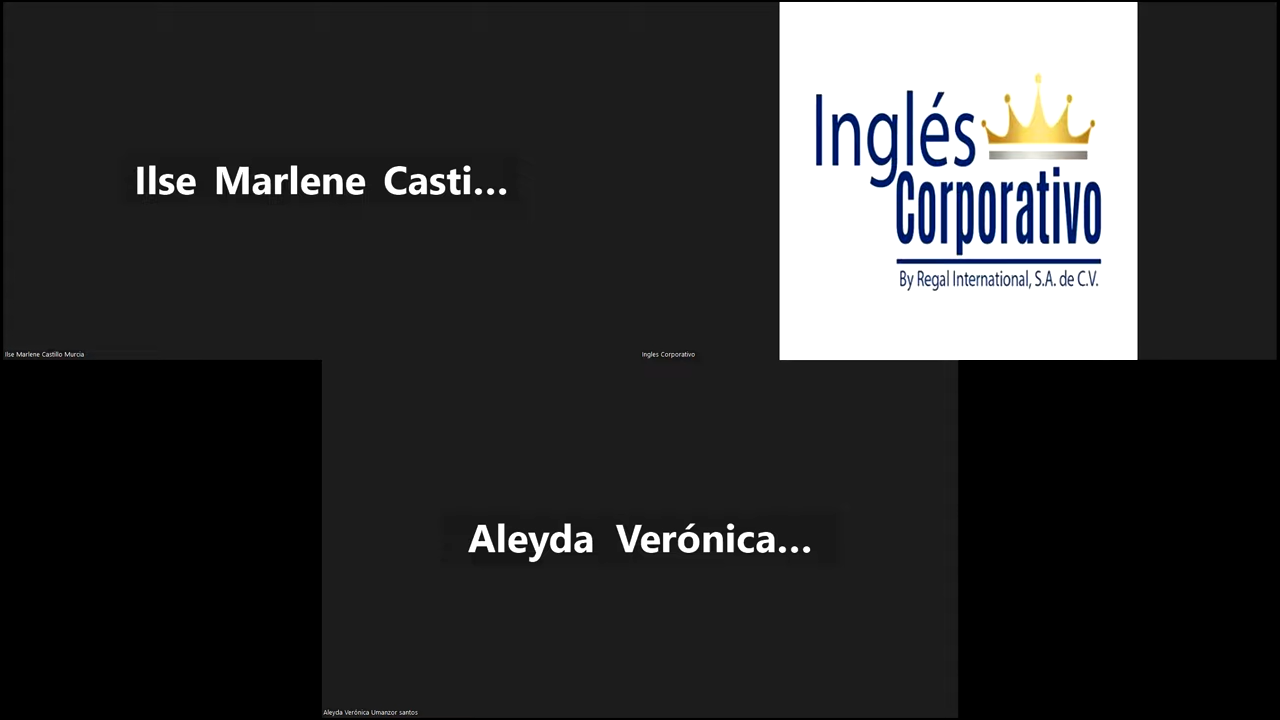 Ilse Marlene Casti...
Inglés
Corporativo
By Regal International, S.A. de C.V.
Ilse Marlene Castillo Murcia
Ingles Corporativo
Aleyda Verónica...
Aleyda Verónica Umanzor santos